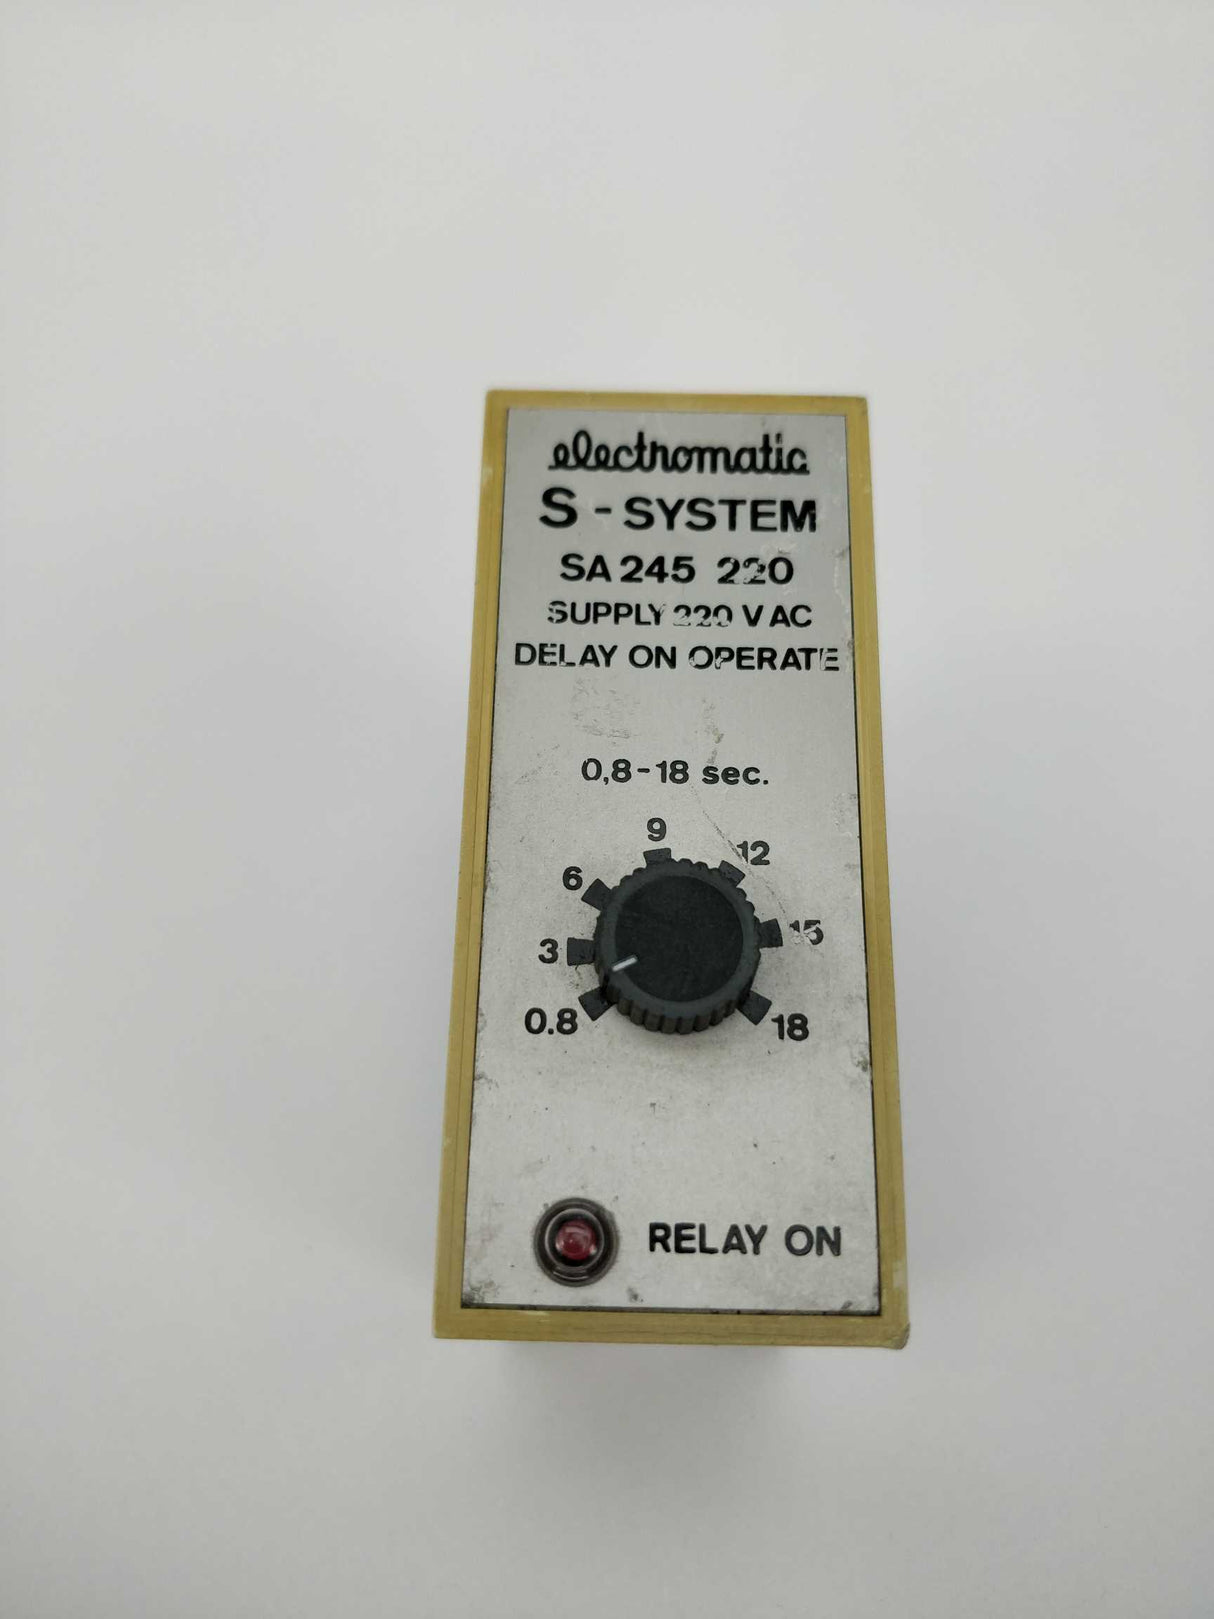 electromatic
S - SYSTEM
SA 245 220
SUPPLY 220 V AC
DELAY ON OPERATE
0,8-18 sec.
9
12
6
15
3
0.8
18
RELAY ON